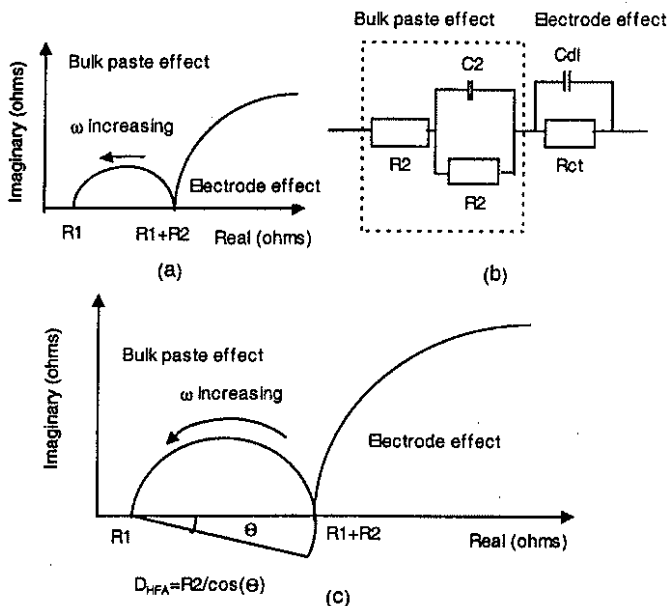 Bulk paste effect
ω increasing
Electrode effect
Imaginary (ohms)
R1
R1+R2
Real (ohms)
(a)
Bulk paste effect
Electrode effect
C2
Cdl
R2
R2
Rct
(b)
Bulk paste effect
ω Increasing
Electrode effect
Imaginary (ohms)
R1
Θ
R1+R2
Real (ohms)
DHFA=R2/cos(Θ)
(c)